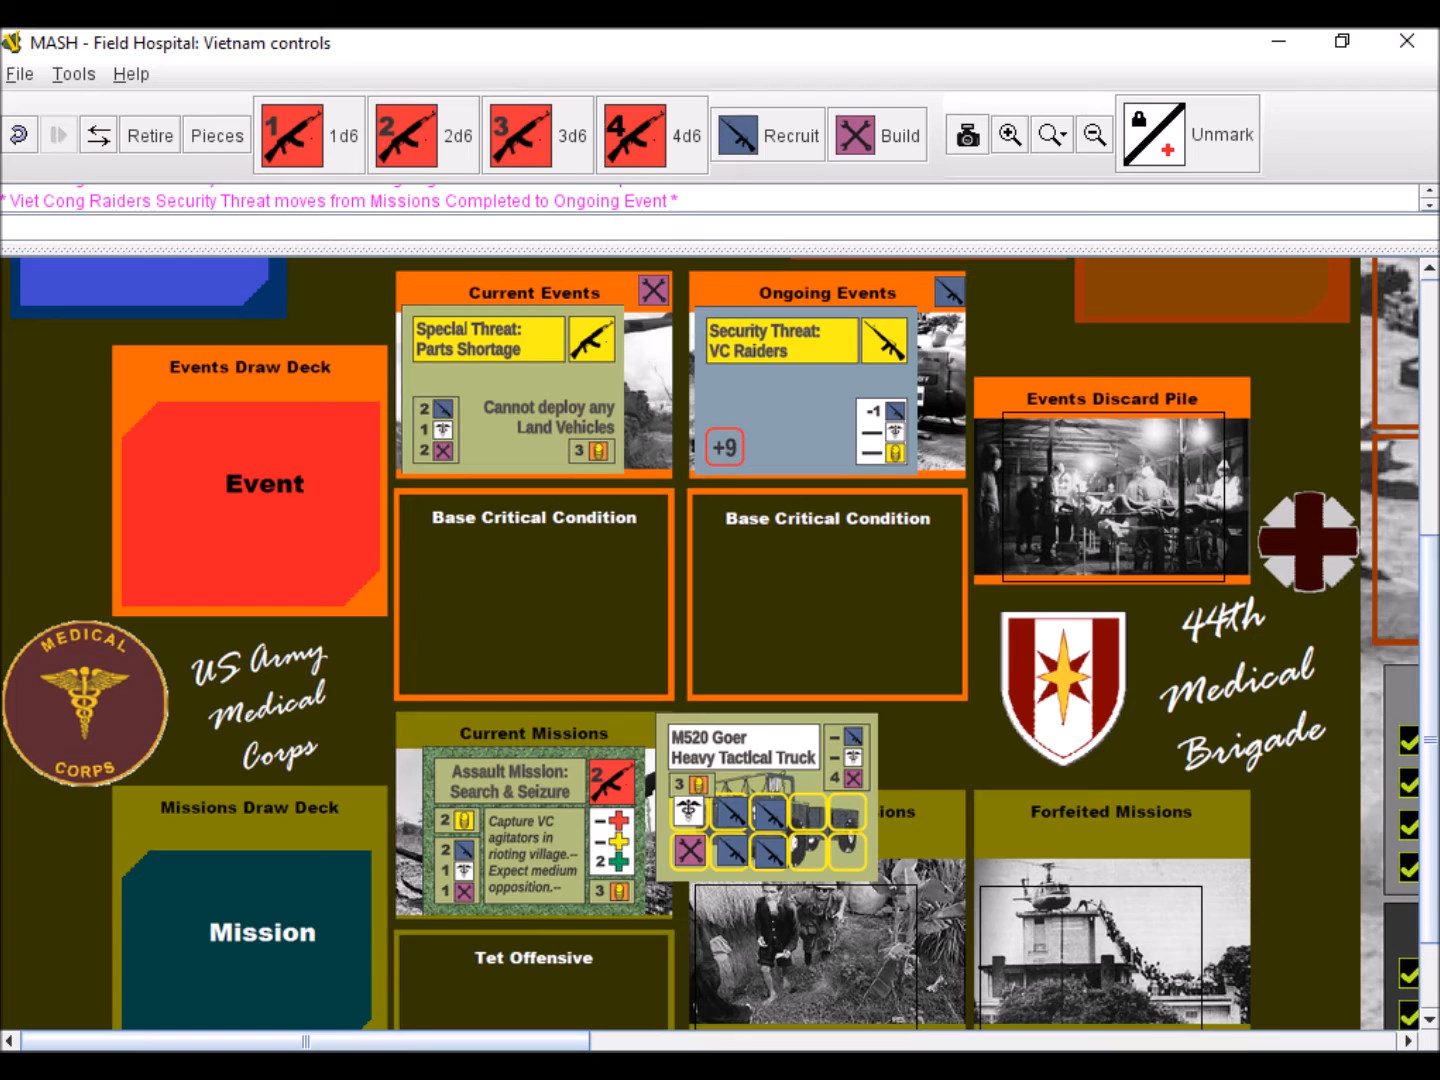 MASH - Field Hospital: Vietnam controls
File Tools Help
Retire Pieces 1 1d6 2 2d6 3 3d6 4 4d6 Recruit Build Unmark
* Viet Cong Raiders Security Threat moves from Missions Completed to Ongoing Event *
Current Events
Special Threat:
Parts Shortage
2
1
2
Cannot deploy any
Land Vehicles
3
Ongoing Events
Security Threat:
VC Raiders
+9
-1
—
—
Events Draw Deck
Event
Events Discard Pile
Base Critical Condition
Base Critical Condition
MEDICAL
CORPS
US Army
Medical
Corps
44th
Medical
Brigade
Current Missions
Assault Mission:
Search & Seizure
2
2
2
1
1
Capture VC
agitators in
rioting village.--
Expect medium
opposition.--
–
–
2
3
M520 Goer
Heavy Tactical Truck
3
–
–
4
ions
Forfeited Missions
Missions Draw Deck
Mission
Tet Offensive